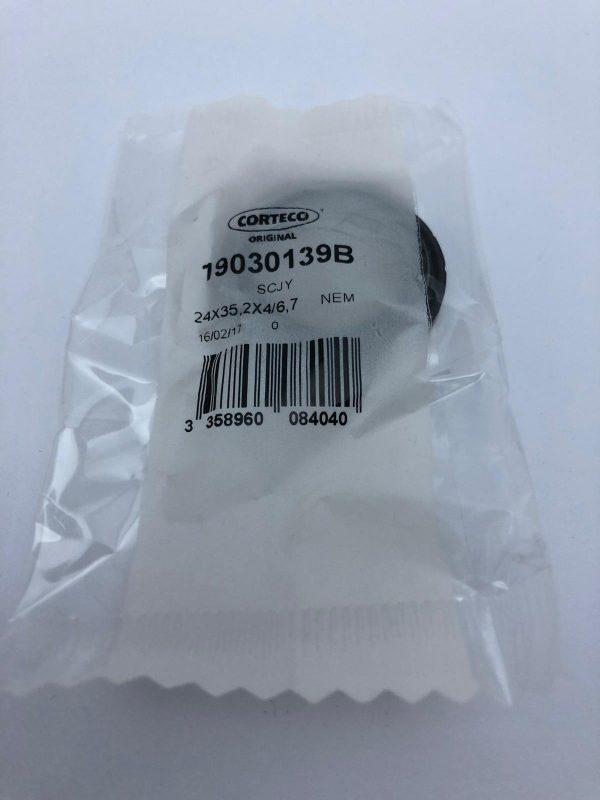 CORTECO
ORIGINAL
19030139B
SCJY
24X35,2X4/6,7 NEM
16/02/17 0
3 358960 084040